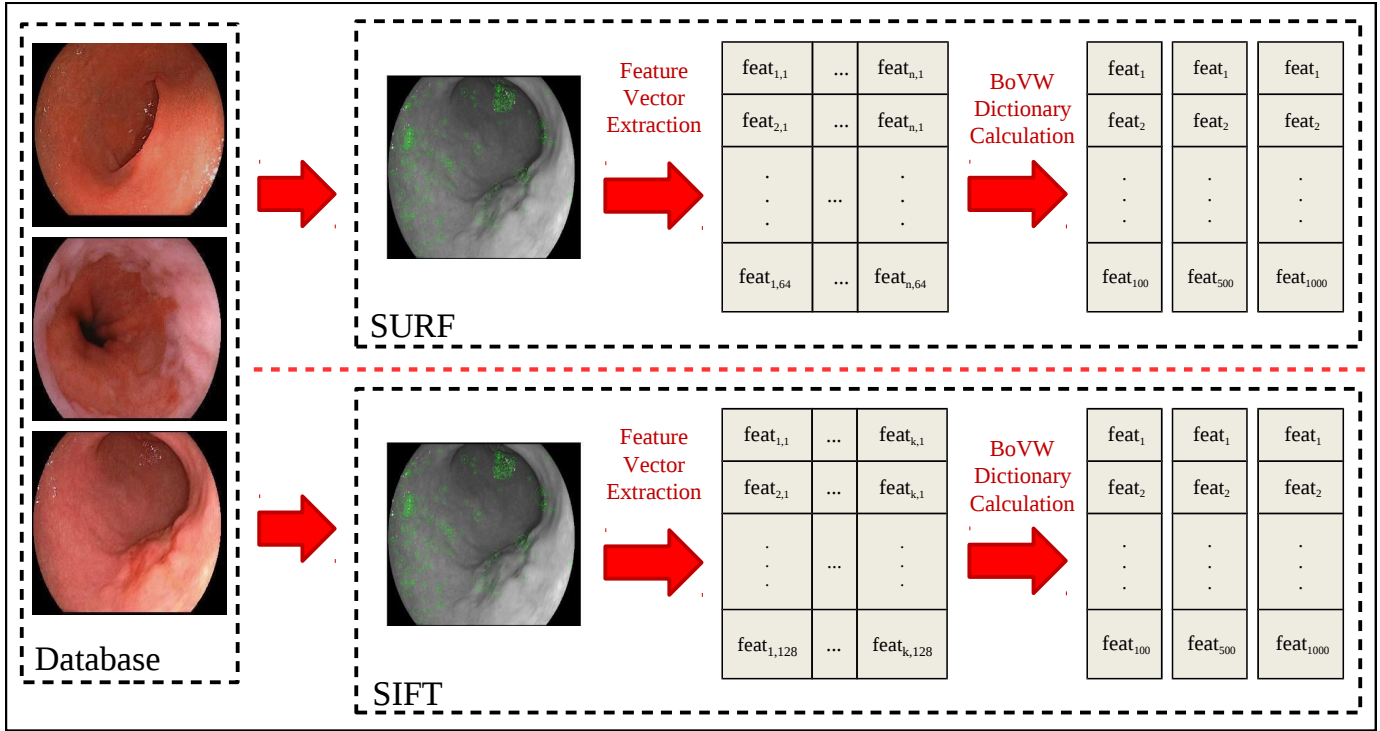 Database
SURF
Feature
Vector
Extraction
feat1,1 ... featn,1
feat2,1 ... featn,1
. ... .
.
.
feat1,64 ... featn,64
BoVW
Dictionary
Calculation
feat1 feat1 feat1
feat2 feat2 feat2
. . .
. . .
. . .
feat100 feat500 feat1000
SIFT
Feature
Vector
Extraction
feat1,1 ... featk,1
feat2,1 ... featk,1
. ... .
.
.
feat1,128 ... featk,128
BoVW
Dictionary
Calculation
feat1 feat1 feat1
feat2 feat2 feat2
. . .
. . .
. . .
feat100 feat500 feat1000